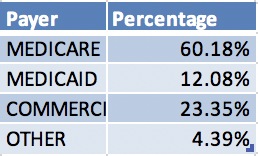 Payer Percentage
MEDICARE 60.18%
MEDICAID 12.08%
COMMERCI 23.35%
OTHER 4.39%